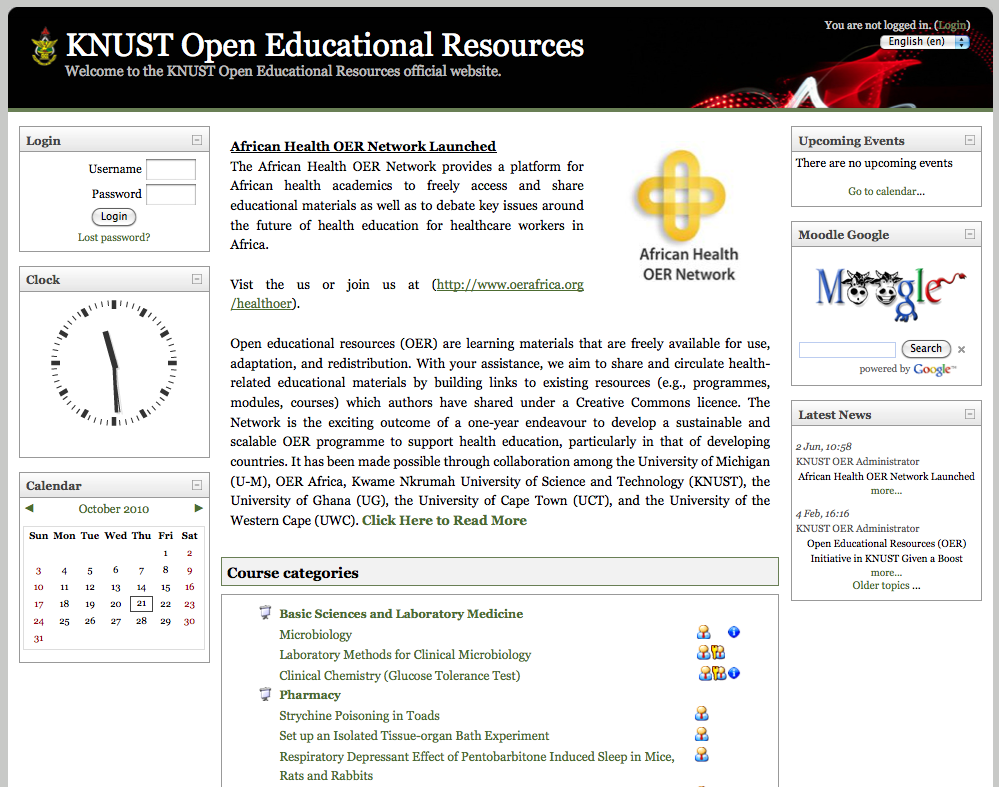 KNUST Open Educational Resources
Welcome to the KNUST Open Educational Resources official website.
You are not logged in. (Login)
English (en)
Login
Username
Password
Login
Lost password?
Clock
Calendar
October 2010
Sun Mon Tue Wed Thu Fri Sat
1 2
3 4 5 6 7 8 9
10 11 12 13 14 15 16
17 18 19 20 21 22 23
24 25 26 27 28 29 30
31
African Health OER Network Launched
The African Health OER Network provides a platform for
African health academics to freely access and share
educational materials as well as to debate key issues around
the future of health education for healthcare workers in
Africa.
Vist the us or join us at (http://www.oerafrica.org
/healthoer).
African Health
OER Network
Open educational resources (OER) are learning materials that are freely available for use,
adaptation, and redistribution. With your assistance, we aim to share and circulate health-
related educational materials by building links to existing resources (e.g., programmes,
modules, courses) which authors have shared under a Creative Commons licence. The
Network is the exciting outcome of a one-year endeavour to develop a sustainable and
scalable OER programme to support health education, particularly in that of developing
countries. It has been made possible through collaboration among the University of Michigan
(U-M), OER Africa, Kwame Nkrumah University of Science and Technology (KNUST), the
University of Ghana (UG), the University of Cape Town (UCT), and the University of the
Western Cape (UWC). Click Here to Read More
Course categories
Basic Sciences and Laboratory Medicine
Microbiology
Laboratory Methods for Clinical Microbiology
Clinical Chemistry (Glucose Tolerance Test)
Pharmacy
Strychine Poisoning in Toads
Set up an Isolated Tissue-organ Bath Experiment
Respiratory Depressant Effect of Pentobarbitone Induced Sleep in Mice,
Rats and Rabbits
Upcoming Events
There are no upcoming events
Go to calendar...
Moodle Google
Moogle
Search
powered by Google™
Latest News
2 Jun, 10:58
KNUST OER Administrator
African Health OER Network Launched
more...
4 Feb, 16:16
KNUST OER Administrator
Open Educational Resources (OER)
Initiative in KNUST Given a Boost
more...
Older topics ...